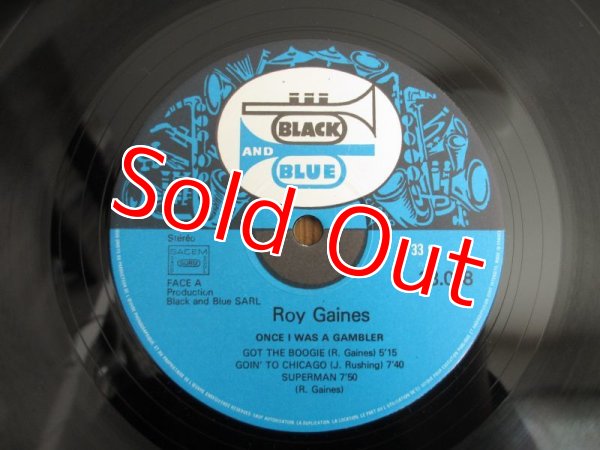 BLACK
AND
BLUE
Sold Out
Stéréo
33
SACEM
FACE A
Production
Black and Blue SARL
Roy Gaines
ONCE I WAS A GAMBLER
GOT THE BOOGIE (R. Gaines) 5'15
GOIN' TO CHICAGO (J. Rushing) 7'40
SUPERMAN 7'50
(R. Gaines)